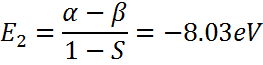 E₂ = (α − β)/(1 − S) = −8.03eV